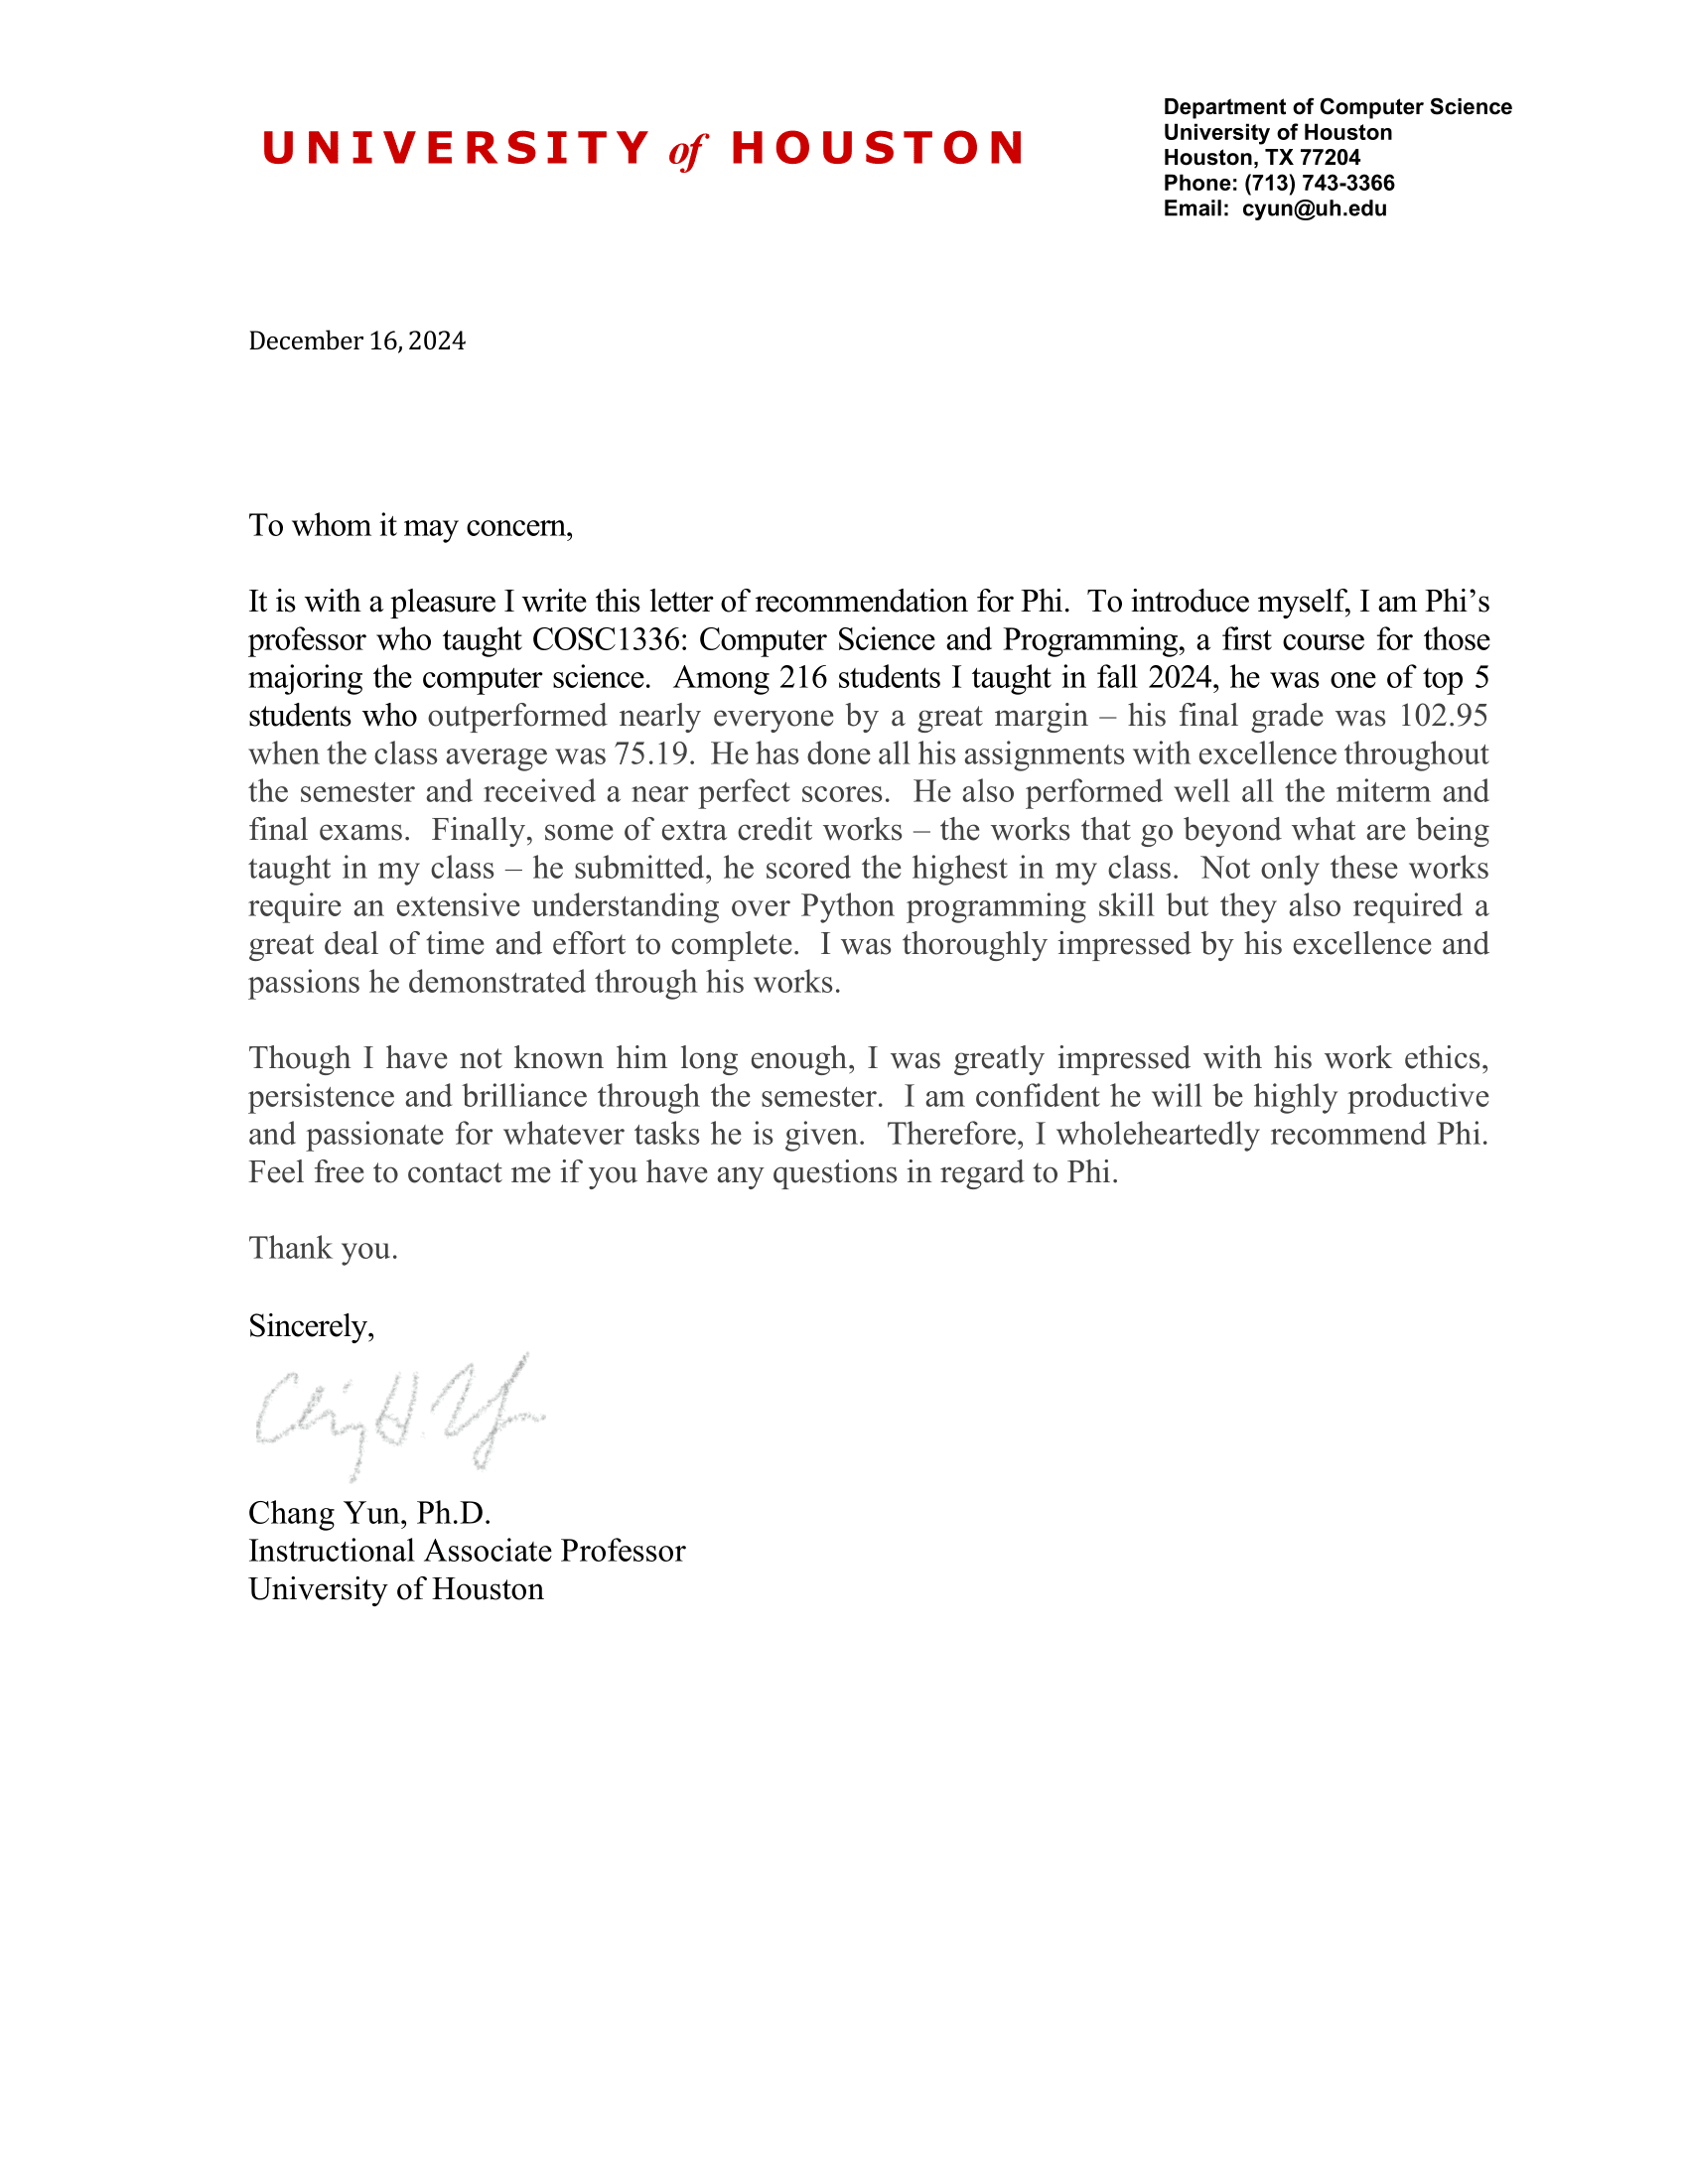 UNIVERSITY of HOUSTON
Department of Computer Science
University of Houston
Houston, TX 77204
Phone: (713) 743-3366
Email: cyun@uh.edu
December 16, 2024
To whom it may concern,
It is with a pleasure I write this letter of recommendation for Phi. To introduce myself, I am Phi’s
professor who taught COSC1336: Computer Science and Programming, a first course for those
majoring the computer science. Among 216 students I taught in fall 2024, he was one of top 5
students who outperformed nearly everyone by a great margin – his final grade was 102.95
when the class average was 75.19. He has done all his assignments with excellence throughout
the semester and received a near perfect scores. He also performed well all the miterm and
final exams. Finally, some of extra credit works – the works that go beyond what are being
taught in my class – he submitted, he scored the highest in my class. Not only these works
require an extensive understanding over Python programming skill but they also required a
great deal of time and effort to complete. I was thoroughly impressed by his excellence and
passions he demonstrated through his works.
Though I have not known him long enough, I was greatly impressed with his work ethics,
persistence and brilliance through the semester. I am confident he will be highly productive
and passionate for whatever tasks he is given. Therefore, I wholeheartedly recommend Phi.
Feel free to contact me if you have any questions in regard to Phi.
Thank you.
Sincerely,
Chang Yun, Ph.D.
Instructional Associate Professor
University of Houston